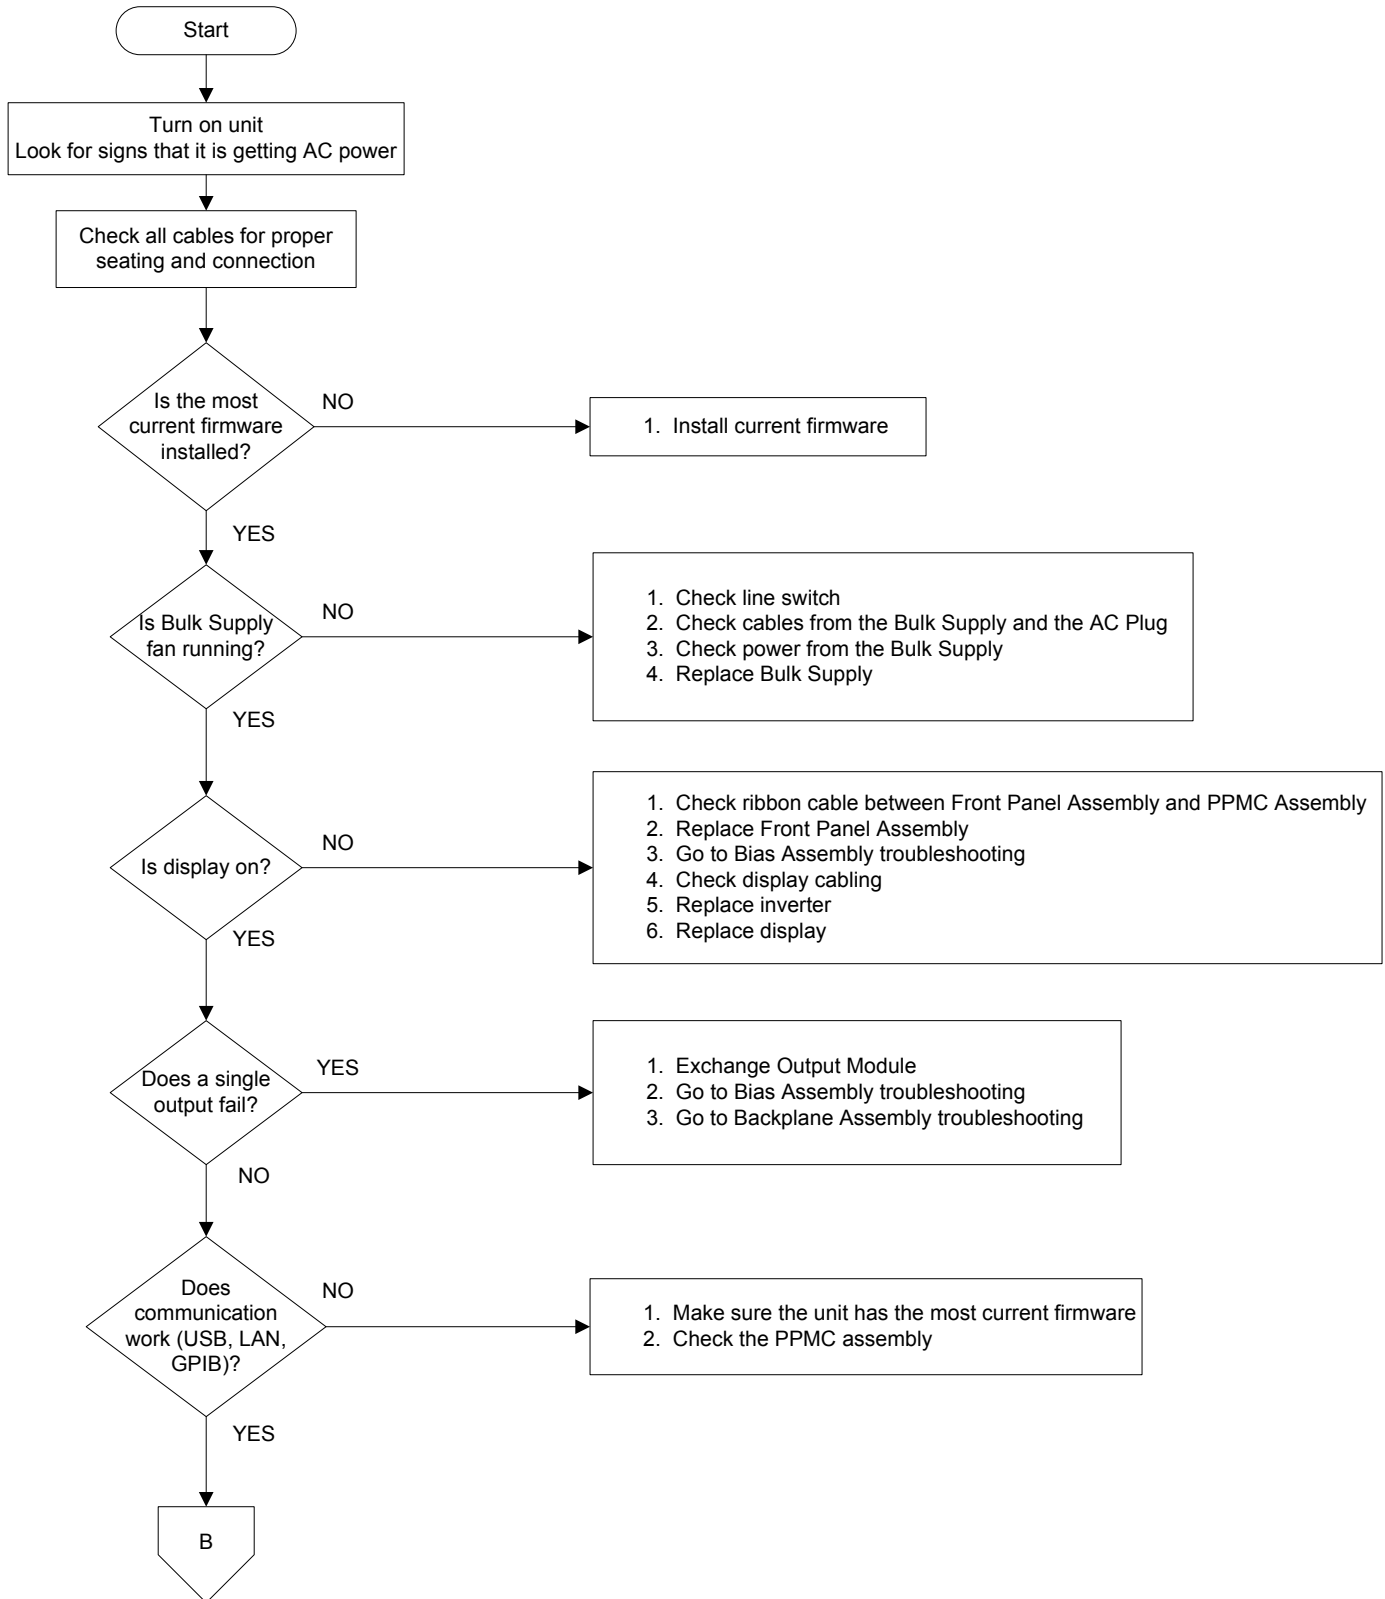 Start
Turn on unit
Look for signs that it is getting AC power
Check all cables for proper
seating and connection
Is the most
current firmware
installed?
NO
1. Install current firmware
YES
Is Bulk Supply
fan running?
NO
1. Check line switch
2. Check cables from the Bulk Supply and the AC Plug
3. Check power from the Bulk Supply
4. Replace Bulk Supply
YES
Is display on?
NO
1. Check ribbon cable between Front Panel Assembly and PPMC Assembly
2. Replace Front Panel Assembly
3. Go to Bias Assembly troubleshooting
4. Check display cabling
5. Replace inverter
6. Replace display
YES
Does a single
output fail?
YES
1. Exchange Output Module
2. Go to Bias Assembly troubleshooting
3. Go to Backplane Assembly troubleshooting
NO
Does
communication
work (USB, LAN,
GPIB)?
NO
1. Make sure the unit has the most current firmware
2. Check the PPMC assembly
YES
B